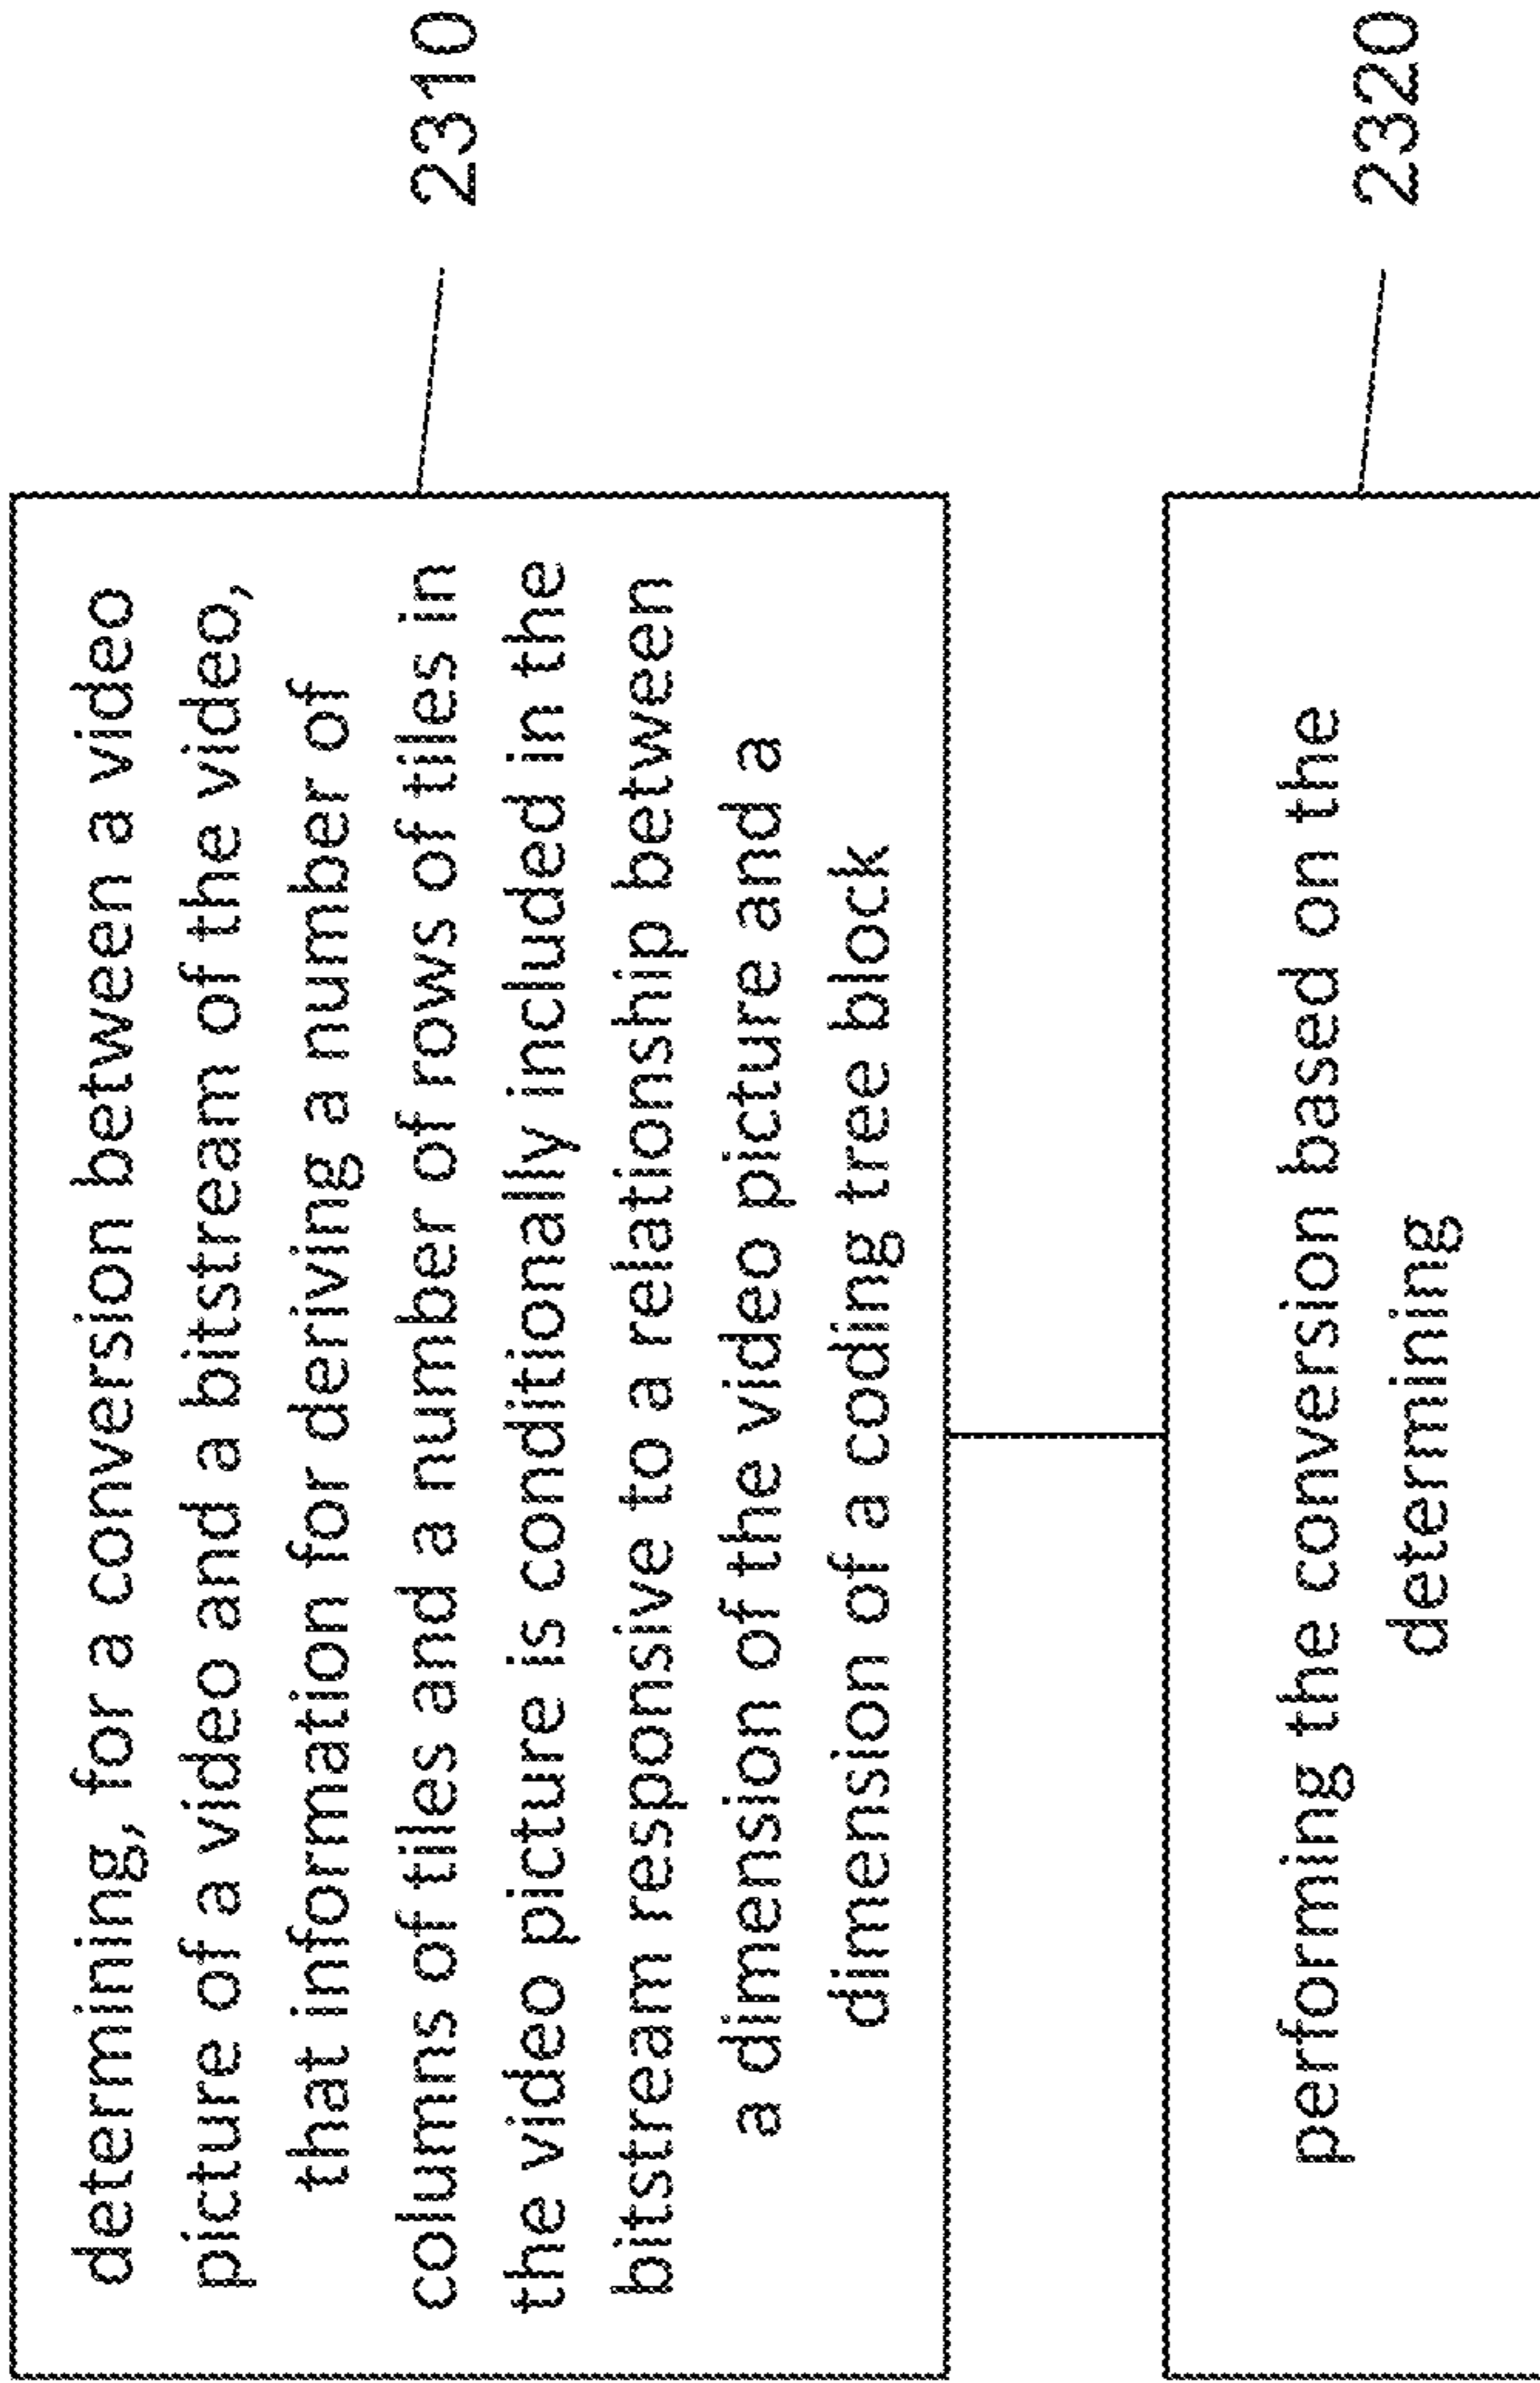 determining, for a conversion between a video
picture of a video and a bitstream of the video,
that information for deriving a number of
columns of tiles and a number of rows of tiles in
the video picture is conditionally included in the
bitstream responsive to a relationship between
a dimension of the video picture and a
dimension of a coding tree block
2310
performing the conversion based on the
determining
2320